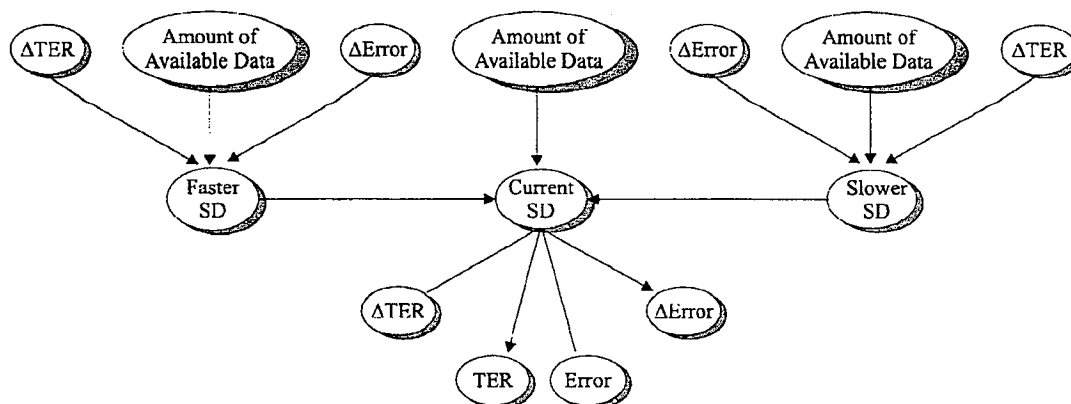 ΔTER
Amount of
Available Data
ΔError
Amount of
Available Data
ΔError
Amount of
Available Data
ΔTER
Faster
SD
Current
SD
Slower
SD
ΔTER
ΔError
TER
Error